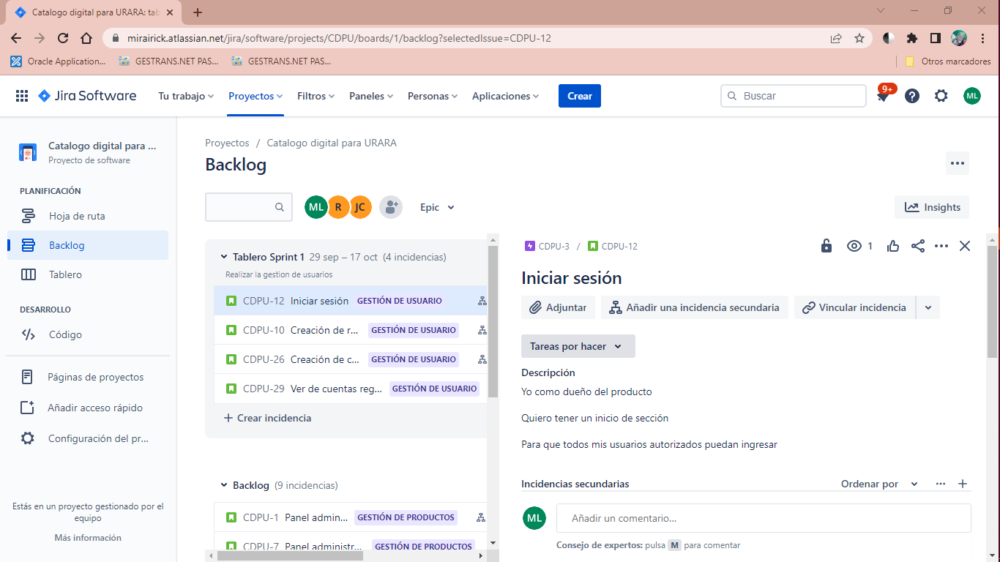 Catalogo digital para URARA: tab
mirairick.atlassian.net/jira/software/projects/CDPU/boards/1/backlog?selectedIssue=CDPU-12
Oracle Application... GESTRANS.NET PAS... GESTRANS.NET PAS... Otros marcadores
Jira Software Tu trabajo Proyectos Filtros Paneles Personas Aplicaciones Crear Buscar 9+ ML
Catalogo digital para ...
Proyecto de software
PLANIFICACIÓN
Hoja de ruta
Backlog
Tablero
DESARROLLO
Código
Páginas de proyectos
Añadir acceso rápido
Configuración del pr...
Estás en un proyecto gestionado por el
equipo
Más información
Proyectos / Catalogo digital para URARA
Backlog
ML R JC Epic Insights
Tablero Sprint 1 29 sep – 17 oct (4 incidencias)
Realizar la gestion de usuarios
CDPU-12 Iniciar sesión GESTIÓN DE USUARIO
CDPU-10 Creación de r... GESTIÓN DE USUARIO
CDPU-26 Creación de c... GESTIÓN DE USUARIO
CDPU-29 Ver de cuentas reg... GESTIÓN DE USUARIO
Crear incidencia
Backlog (9 incidencias)
CDPU-1 Panel admin... GESTIÓN DE PRODUCTOS
CDPU-7 Panel administr... GESTIÓN DE PRODUCTOS
CDPU-3 / CDPU-12 1
Iniciar sesión
Adjuntar Añadir una incidencia secundaria Vincular incidencia
Tareas por hacer
Descripción
Yo como dueño del producto
Quiero tener un inicio de sección
Para que todos mis usuarios autorizados puedan ingresar
Incidencias secundarias Ordenar por
ML Añadir un comentario...
Consejo de expertos: pulsa M para comentar